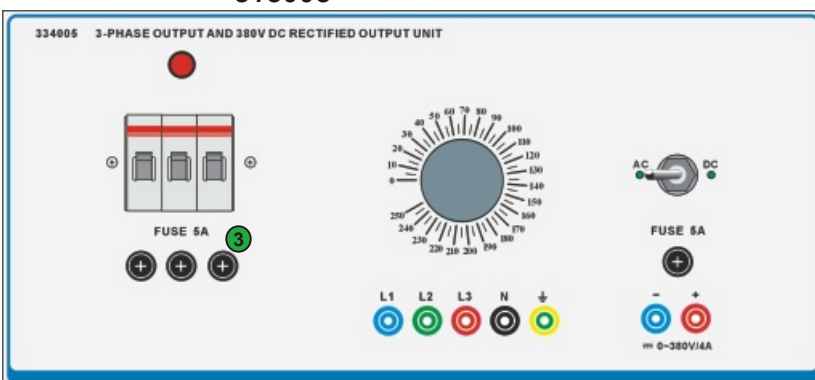 334005 3-PHASE OUTPUT AND 380V DC RECTIFIED OUTPUT UNIT
0 10 20 30 40 50 60 70 80 90 100 110 120 130 140 150 160 170 180 190 200 210 220 230 240 250
AC DC
FUSE 5A
3
FUSE 5A
L1 L2 L3 N
- +
0~380V/4A